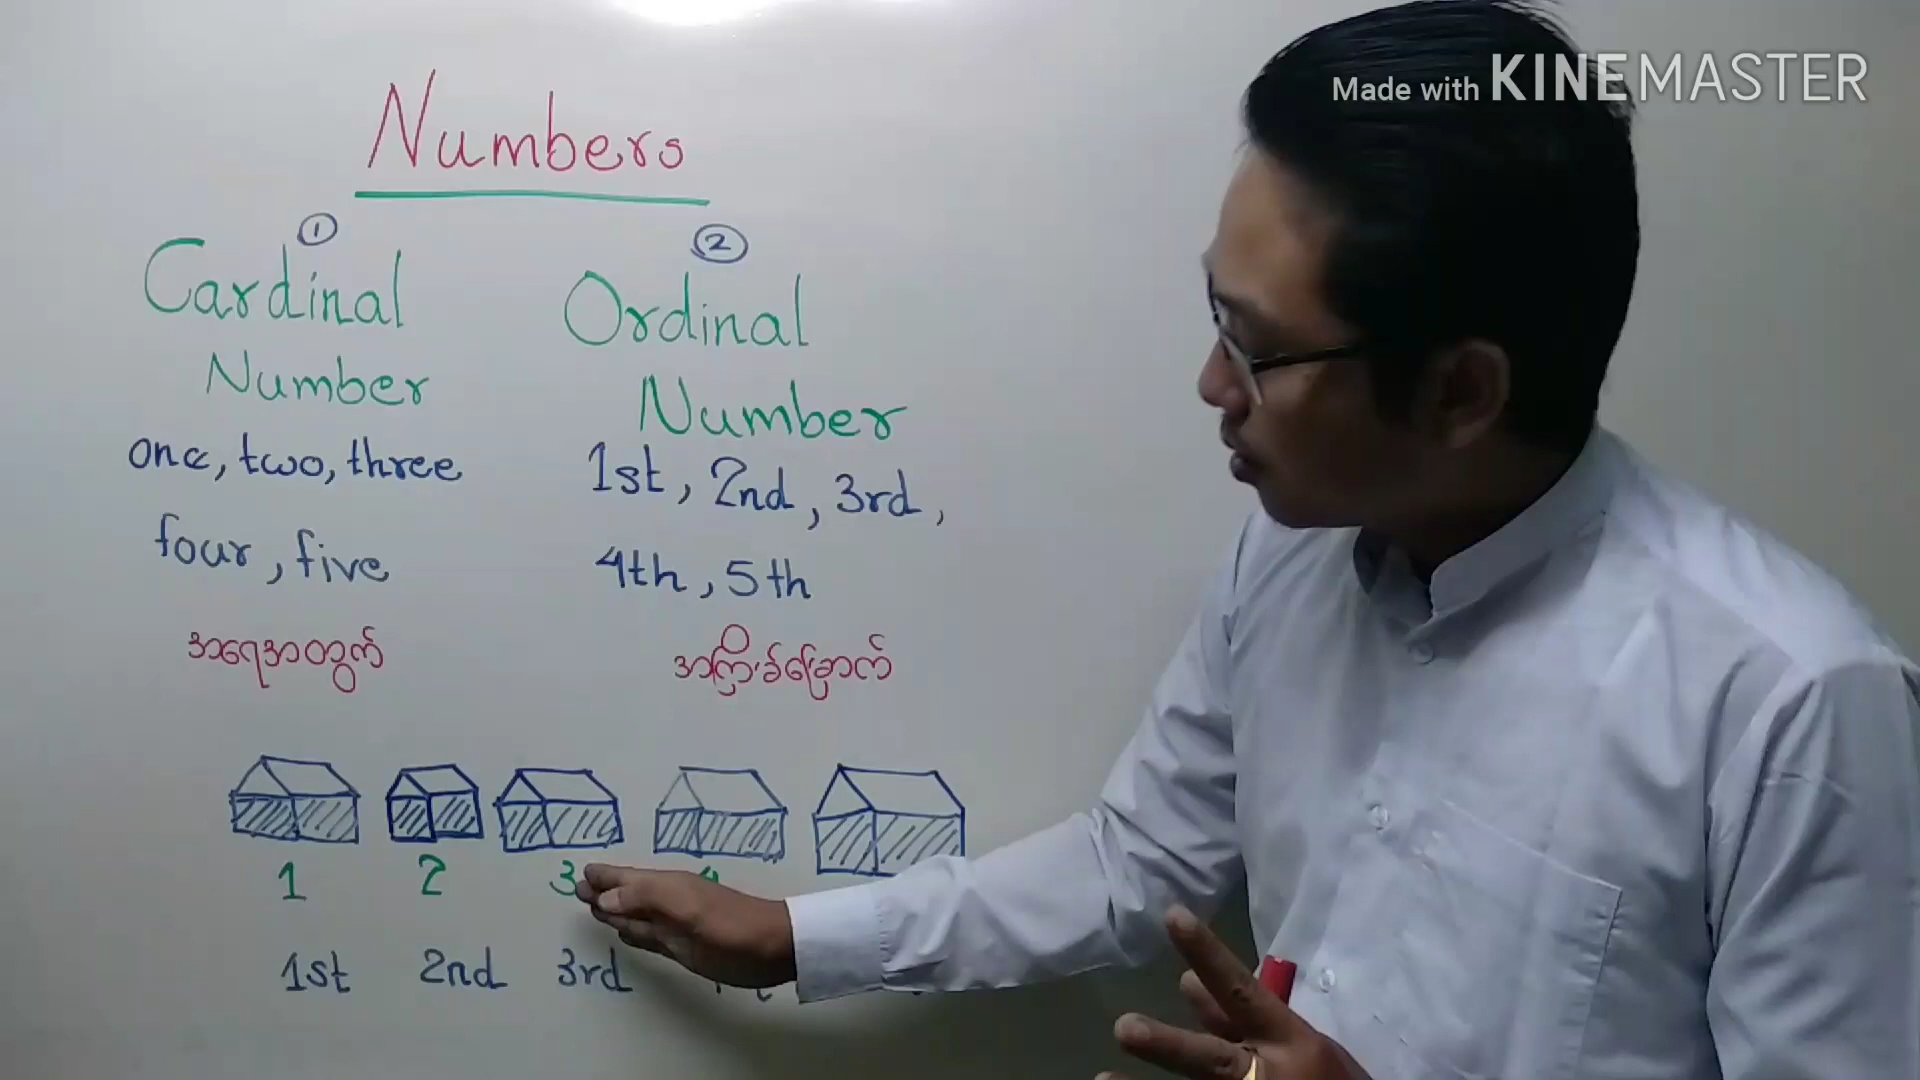 Made with KINEMASTER
Numbers
1
Cardinal
Number
one, two, three
four, five
အရေအတွက်
2
Ordinal
Number
1st, 2nd, 3rd,
4th, 5th
အကြိမ်မြောက်
1 2 3
1st 2nd 3rd